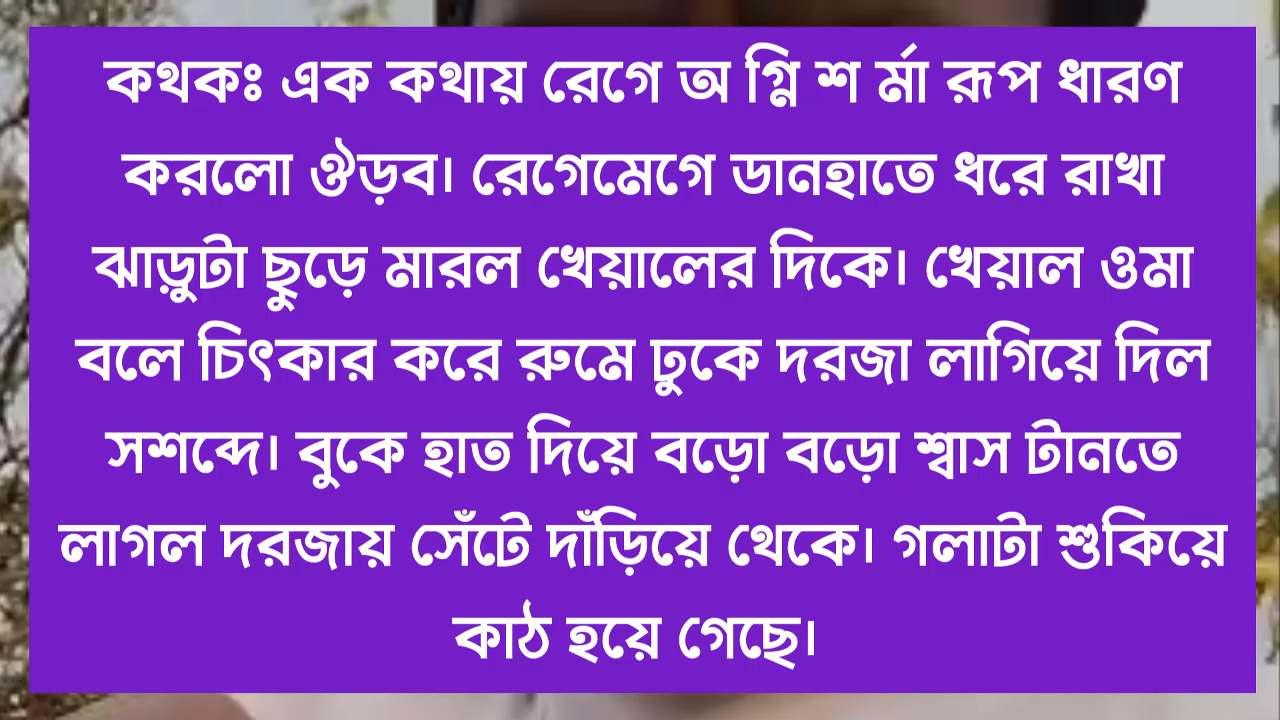 কথকঃ এক কথায় রেগে অ গ্নি শ র্মা রূপ ধারণ
করলো ঔড়ব। রেগেমেগে ডানহাতে ধরে রাখা
ঝাড়ুটা ছুড়ে মারল খেয়ালের দিকে। খেয়াল ওমা
বলে চিৎকার করে রুমে ঢুকে দরজা লাগিয়ে দিল
সশব্দে। বুকে হাত দিয়ে বড়ো বড়ো শ্বাস টানতে
লাগল দরজায় সেঁটে দাঁড়িয়ে থেকে। গলাটা শুকিয়ে
কাঠ হয়ে গেছে।